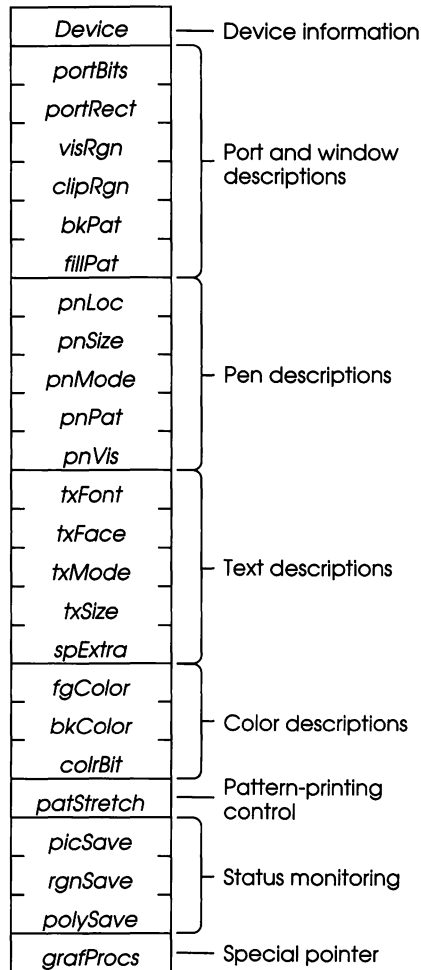 Device
Device information
portBits
portRect
visRgn
clipRgn
bkPat
fillPat
Port and window
descriptions
pnLoc
pnSize
pnMode
pnPat
pnVis
Pen descriptions
txFont
txFace
txMode
txSize
spExtra
Text descriptions
fgColor
bkColor
colrBit
Color descriptions
patStretch
Pattern-printing
control
picSave
rgnSave
polySave
Status monitoring
grafProcs
Special pointer